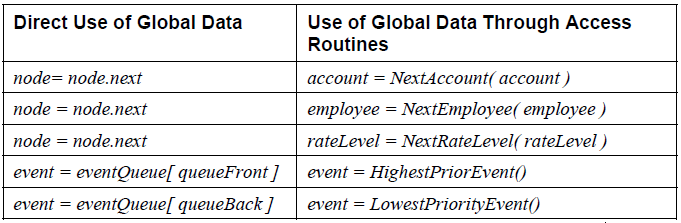 Direct Use of Global Data
Use of Global Data Through Access
Routines
node= node.next
account = NextAccount( account )
node = node.next
employee = NextEmployee( employee )
node = node.next
rateLevel = NextRateLevel( rateLevel )
event = eventQueue[ queueFront ]
event = HighestPriorEvent()
event = eventQueue[ queueBack ]
event = LowestPriorityEvent()